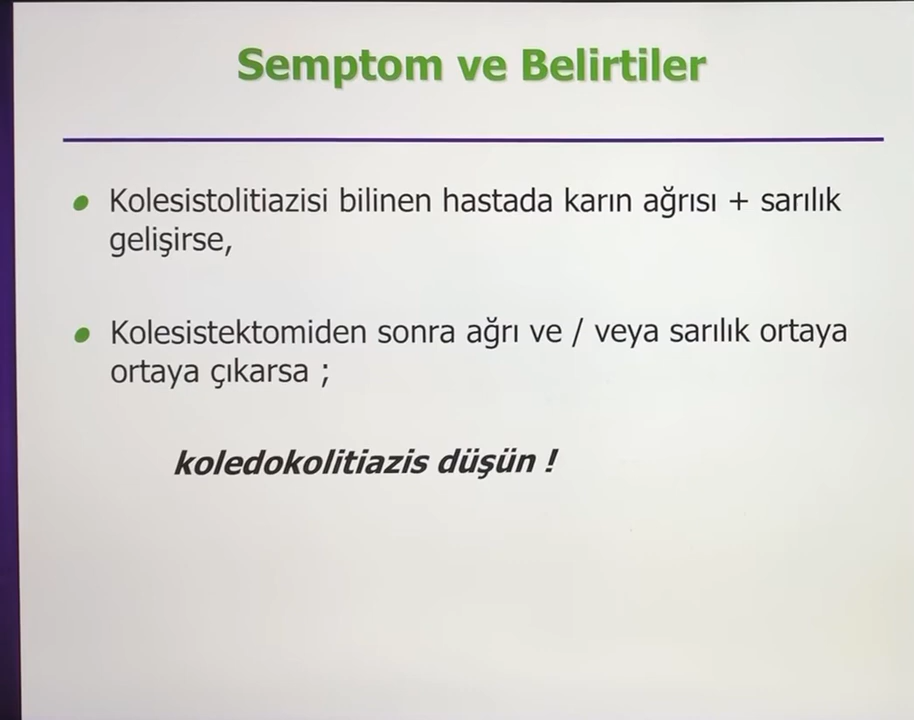 Semptom ve Belirtiler
• Kolesistolitiazisi bilinen hastada karın ağrısı + sarılık
gelişirse,
• Kolesistektomiden sonra ağrı ve / veya sarılık ortaya
ortaya çıkarsa ;
koledokolitiazis düşün !